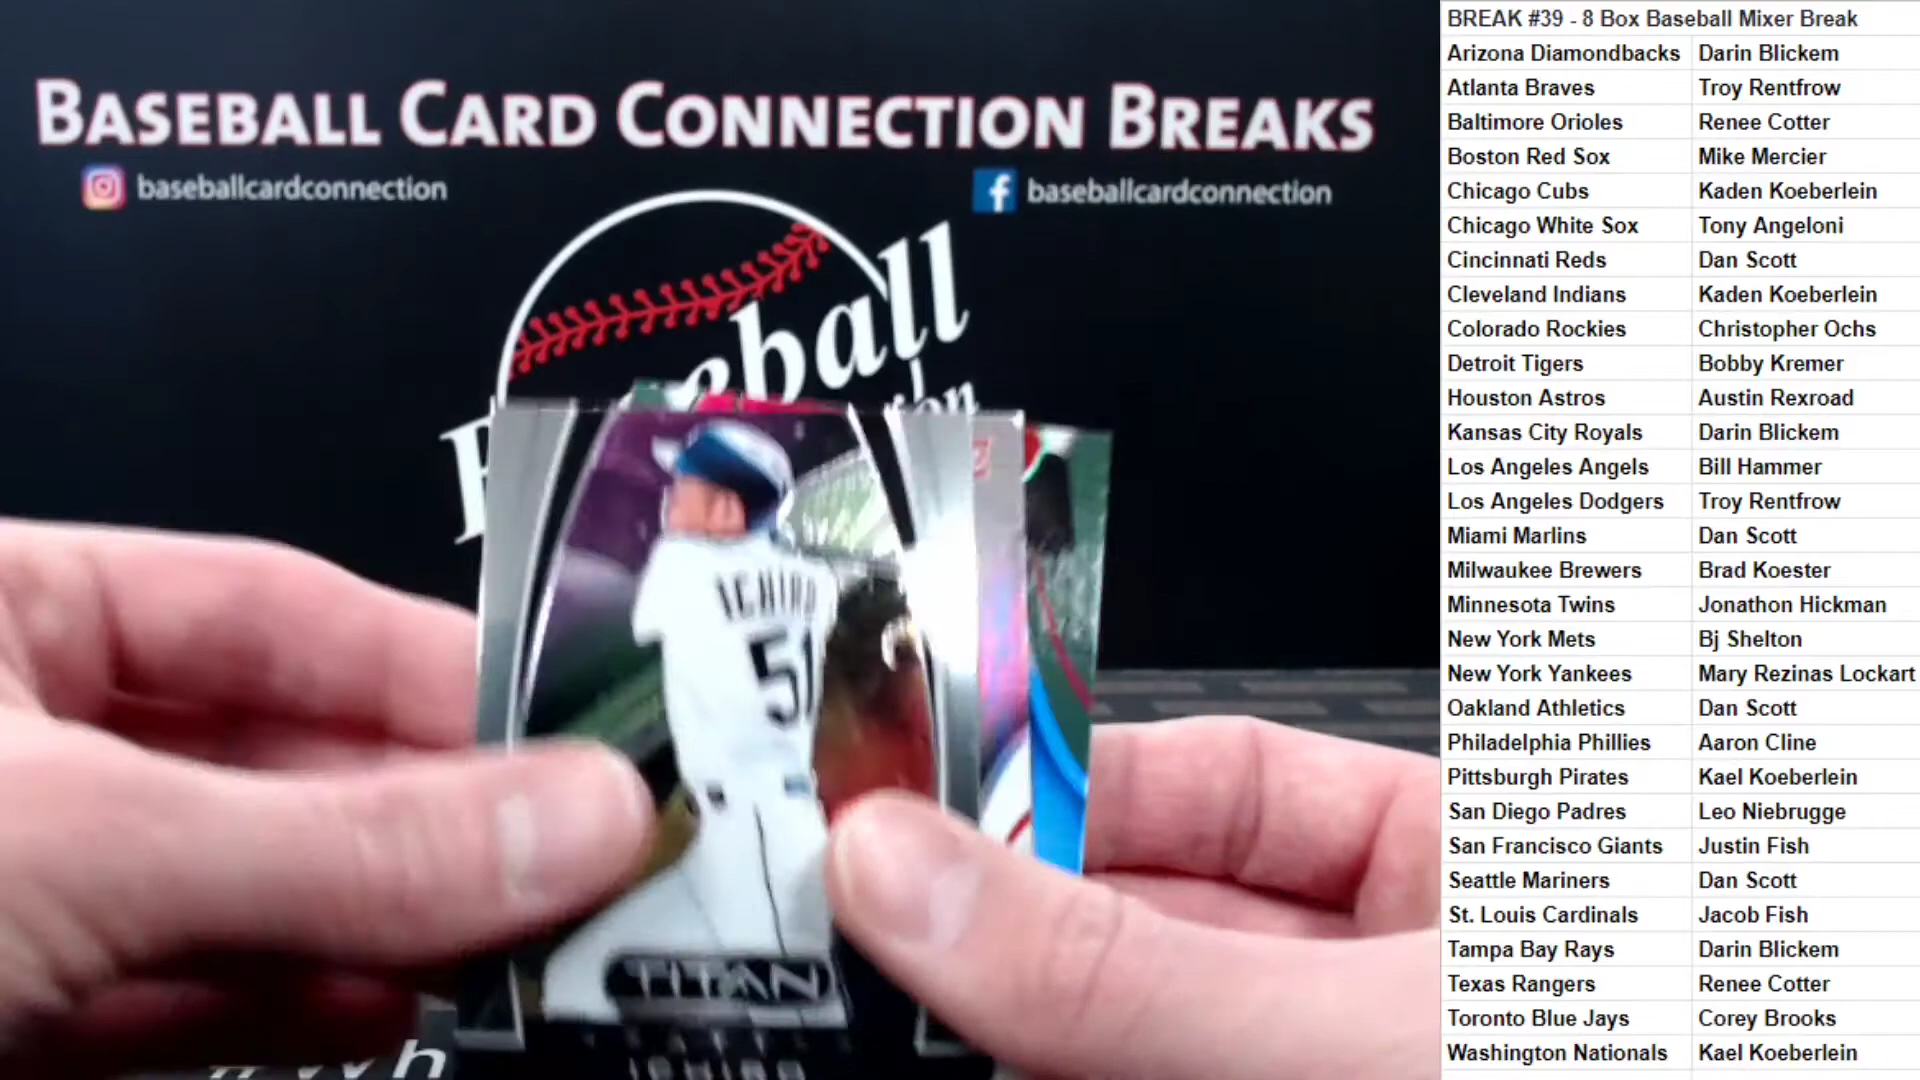 BASEBALL CARD CONNECTION BREAKS
baseballcardconnection
baseballcardconnection
ICHIRO
51
TITAN
ICHIRO
BREAK #39 - 8 Box Baseball Mixer Break
Arizona Diamondbacks Darin Blickem
Atlanta Braves Troy Rentfrow
Baltimore Orioles Renee Cotter
Boston Red Sox Mike Mercier
Chicago Cubs Kaden Koeberlein
Chicago White Sox Tony Angeloni
Cincinnati Reds Dan Scott
Cleveland Indians Kaden Koeberlein
Colorado Rockies Christopher Ochs
Detroit Tigers Bobby Kremer
Houston Astros Austin Rexroad
Kansas City Royals Darin Blickem
Los Angeles Angels Bill Hammer
Los Angeles Dodgers Troy Rentfrow
Miami Marlins Dan Scott
Milwaukee Brewers Brad Koester
Minnesota Twins Jonathon Hickman
New York Mets Bj Shelton
New York Yankees Mary Rezinas Lockart
Oakland Athletics Dan Scott
Philadelphia Phillies Aaron Cline
Pittsburgh Pirates Kael Koeberlein
San Diego Padres Leo Niebrugge
San Francisco Giants Justin Fish
Seattle Mariners Dan Scott
St. Louis Cardinals Jacob Fish
Tampa Bay Rays Darin Blickem
Texas Rangers Renee Cotter
Toronto Blue Jays Corey Brooks
Washington Nationals Kael Koeberlein